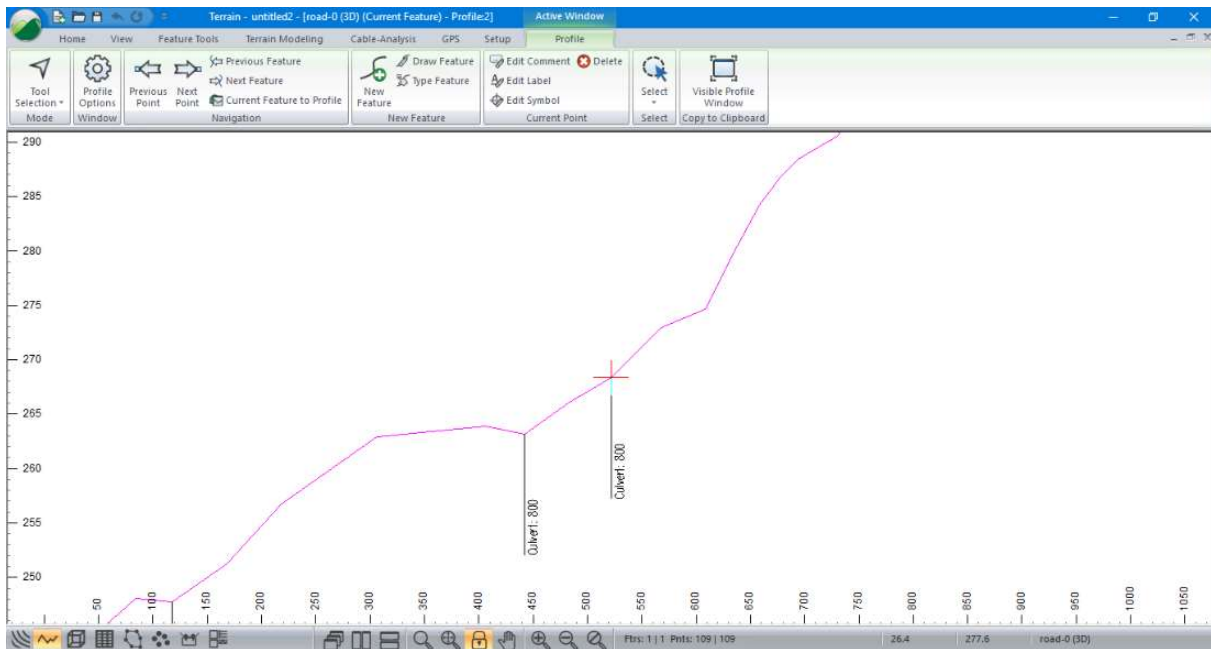 Terrain - untitled2 - [road-0 (3D) (Current Feature) - Profile:2]
Active Window
Home View Feature Tools Terrain Modeling Cable-Analysis GPS Setup Profile
Tool Selection
Mode
Profile Options
Window
Previous Point
Next Point
Previous Feature
Next Feature
Current Feature to Profile
Navigation
New Feature
Draw Feature
Type Feature
New Feature
Edit Comment
Delete
Edit Label
Edit Symbol
Current Point
Select
Select
Visible Profile Window
Copy to Clipboard
290
285
280
275
270
265
260
255
250
Culvert: 800
Culvert: 800
50 100 150 200 250 300 350 400 450 500 550 600 650 700 750 800 850 900 950 1000 1050
Ftrs: 1 | 1 Pnts: 109 | 109 26.4 277.6 road-0 (3D)